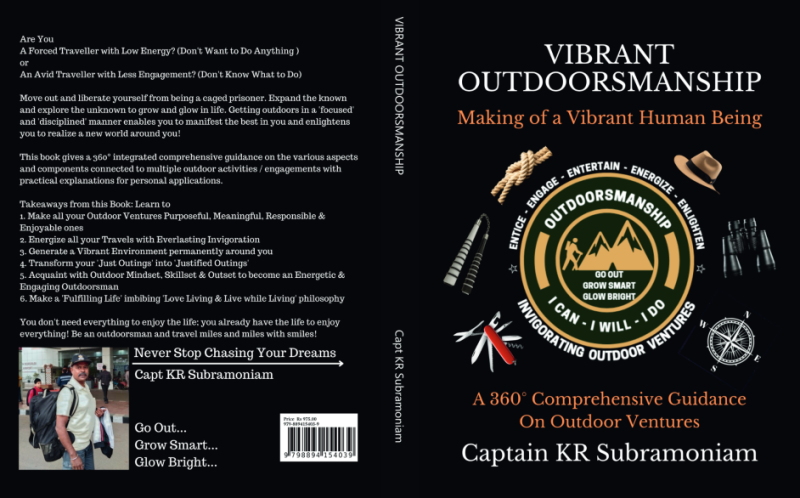 Are You
A Forced Traveller with Low Energy? (Don't Want to Do Anything )
or
An Avid Traveller with Less Engagement? (Don't Know What to Do)
Move out and liberate yourself from being a caged prisoner. Expand the known
and explore the unknown to grow and glow in life. Getting outdoors in a 'focused'
and 'disciplined' manner enables you to manifest the best in you and enlightens
you to realize a new world around you!
This book gives a 360° integrated comprehensive guidance on the various aspects
and components connected to multiple outdoor activities / engagements with
practical explanations for personal applications.
Takeaways from this Book: Learn to
1. Make all your Outdoor Ventures Purposeful, Meaningful, Responsible &
Enjoyable ones
2. Energize all your Travels with Everlasting Invigoration
3. Generate a Vibrant Environment permanently around you
4. Transform your 'Just Outings' into 'Justified Outings'
5. Acquaint with Outdoor Mindset, Skillset & Outset to become an Energetic &
Engaging Outdoorsman
6. Make a 'Fulfilling Life' imbibing 'Love Living & Live while Living' philosophy
You don't need everything to enjoy the life; you already have the life to enjoy
everything! Be an outdoorsman and travel miles and miles with smiles!
Never Stop Chasing Your Dreams
Capt KR Subramoniam
Go Out...
Grow Smart...
Glow Bright...
Price Rs 975.00
9 798894 154039
VIBRANT OUTDOORSMANSHIP
Capt KR Subramoniam
VIBRANT
OUTDOORSMANSHIP
Making of a Vibrant Human Being
ENTICE - ENGAGE - ENTERTAIN - ENERGIZE - ENLIGHTEN
OUTDOORSMANSHIP
GO OUT
GROW SMART
GLOW BRIGHT
I CAN - I WILL - I DO
INVIGORATING OUTDOOR VENTURES
N
E
S
W
A 360° Comprehensive Guidance
On Outdoor Ventures
Captain KR Subramoniam